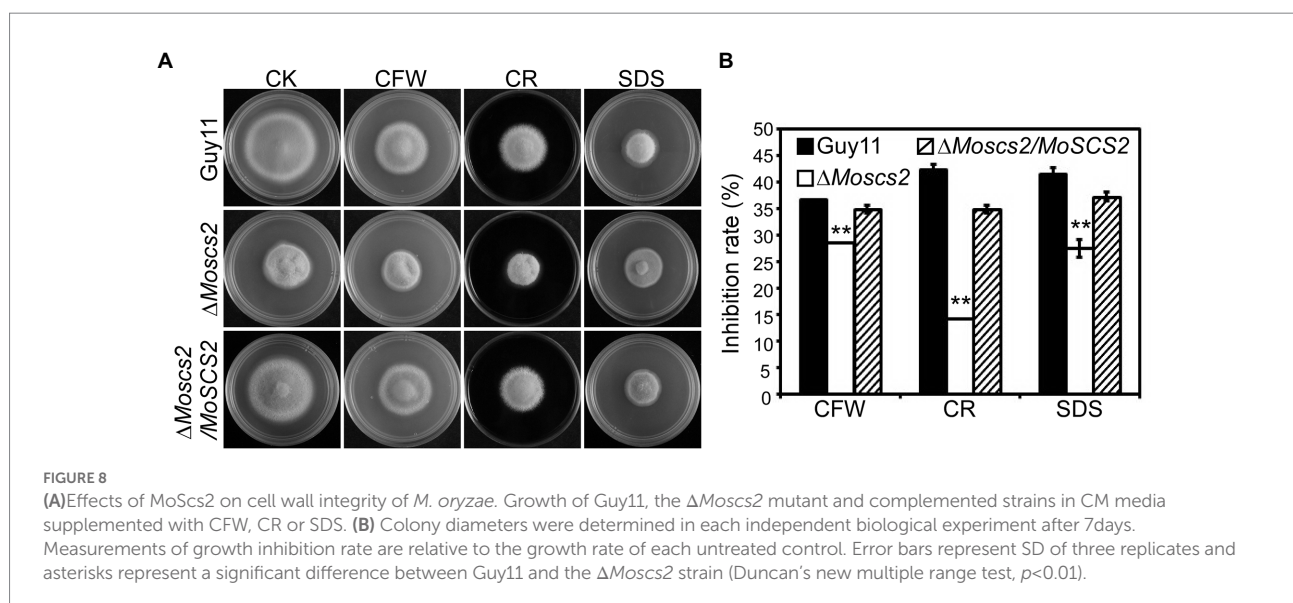 A
CK CFW CR SDS
Guy11
ΔMoscs2
ΔMoscs2
/MoSCS2
B
Inhibition rate (%)
50
45
40
35
30
25
20
15
10
5
0
Guy11
ΔMoscs2/MoSCS2
ΔMoscs2
**
**
**
CFW CR SDS
FIGURE 8
(A)Effects of MoScs2 on cell wall integrity of M. oryzae. Growth of Guy11, the ΔMoscs2 mutant and complemented strains in CM media
supplemented with CFW, CR or SDS. (B) Colony diameters were determined in each independent biological experiment after 7days.
Measurements of growth inhibition rate are relative to the growth rate of each untreated control. Error bars represent SD of three replicates and
asterisks represent a significant difference between Guy11 and the ΔMoscs2 strain (Duncan’s new multiple range test, p<0.01).